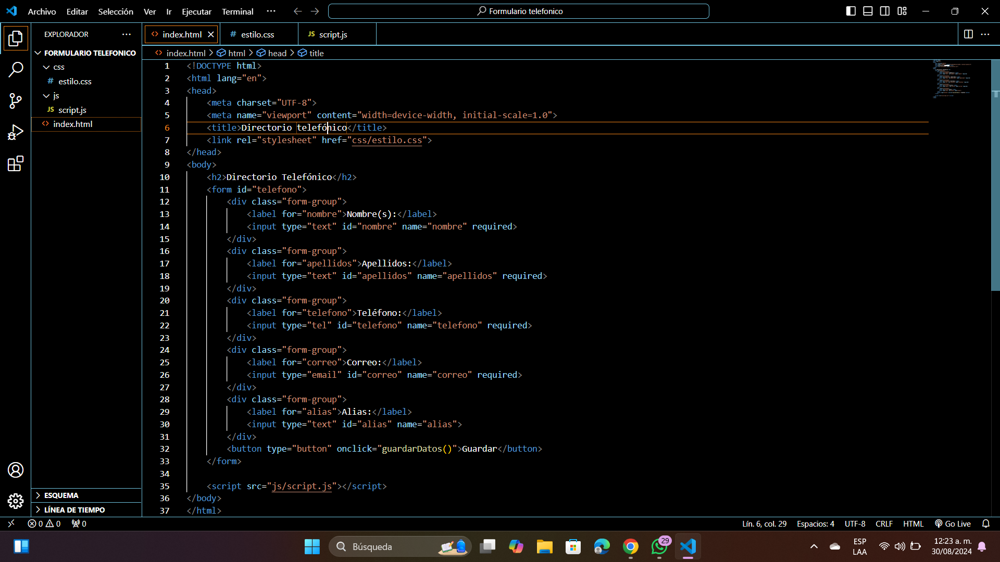 Archivo Editar Selección Ver Ir Ejecutar Terminal ··· Formulario telefonico
EXPLORADOR ···
FORMULARIO TELEFONICO
css
# estilo.css
js
JS script.js
<> index.html
ESQUEMA
LÍNEA DE TIEMPO
<> index.html # estilo.css JS script.js
<> index.html > html > head > title
1 <!DOCTYPE html>
2 <html lang="en">
3 <head>
4 <meta charset="UTF-8">
5 <meta name="viewport" content="width=device-width, initial-scale=1.0">
6 <title>Directorio telefónico</title>
7 <link rel="stylesheet" href="css/estilo.css">
8 </head>
9 <body>
10 <h2>Directorio Telefónico</h2>
11 <form id="telefono">
12 <div class="form-group">
13 <label for="nombre">Nombre(s):</label>
14 <input type="text" id="nombre" name="nombre" required>
15 </div>
16 <div class="form-group">
17 <label for="apellidos">Apellidos:</label>
18 <input type="text" id="apellidos" name="apellidos" required>
19 </div>
20 <div class="form-group">
21 <label for="telefono">Teléfono:</label>
22 <input type="tel" id="telefono" name="telefono" required>
23 </div>
24 <div class="form-group">
25 <label for="correo">Correo:</label>
26 <input type="email" id="correo" name="correo" required>
27 </div>
28 <div class="form-group">
29 <label for="alias">Alias:</label>
30 <input type="text" id="alias" name="alias">
31 </div>
32 <button type="button" onclick="guardarDatos()">Guardar</button>
33 </form>
34
35 <script src="js/script.js"></script>
36 </body>
37 </html>
0 0 0 Lín. 6, col. 29 Espacios: 4 UTF-8 CRLF HTML Go Live
Búsqueda
29
ESP
LAA
12:23 a. m.
30/08/2024